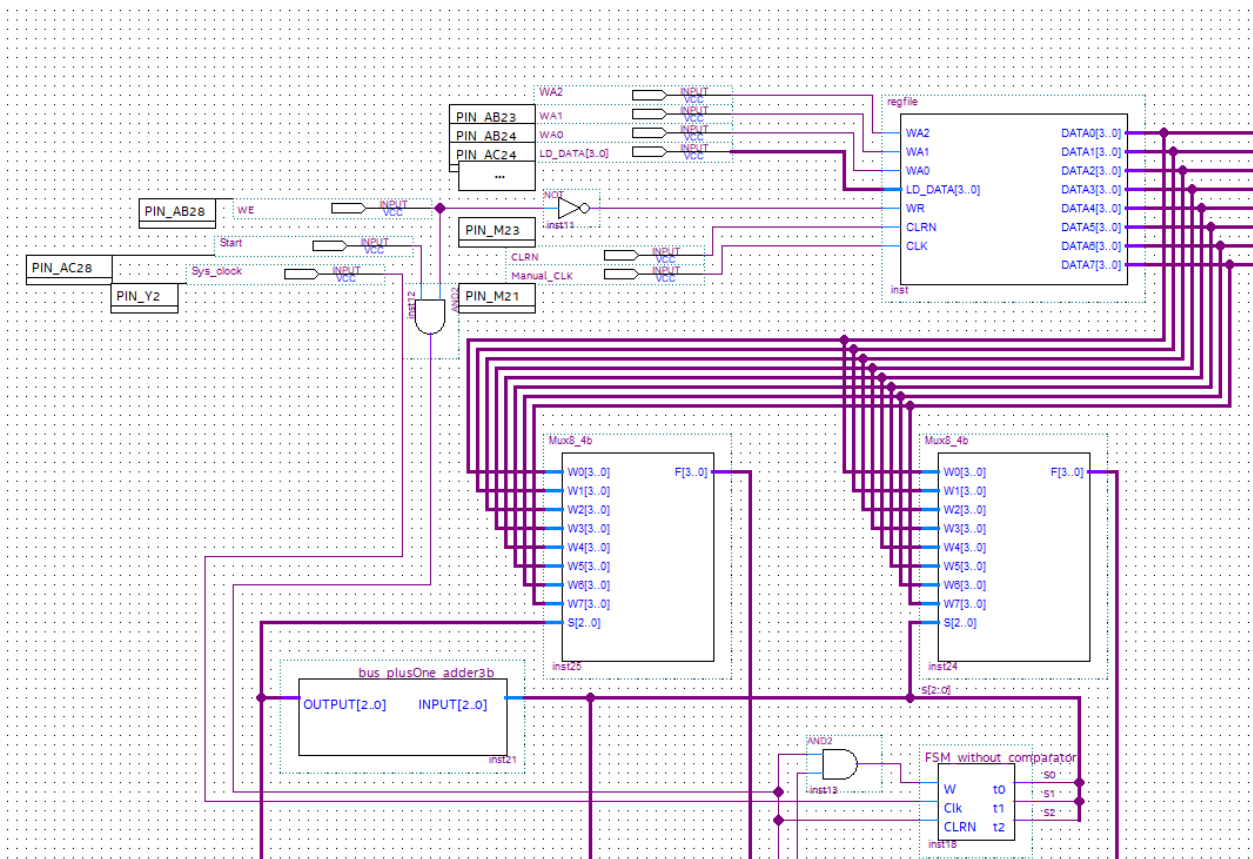 WA2 INPUT VCC
regfile
PIN_AB23 WA1 INPUT VCC
PIN_AB24 WA0 INPUT VCC
PIN_AC24 LD_DATA[3..0] INPUT VCC
...
WA2 DATA0[3..0]
WA1 DATA1[3..0]
WA0 DATA2[3..0]
LD_DATA[3..0] DATA3[3..0]
WR DATA4[3..0]
CLRN DATA5[3..0]
CLK DATA6[3..0]
DATA7[3..0]
inst
PIN_AB28 WE INPUT VCC
NOT
inst11
PIN_M23
Start INPUT VCC
CLRN INPUT VCC
PIN_AC28
Sys_clock INPUT VCC
Manual_CLK INPUT VCC
PIN_Y2
PIN_M21
AND2
inst12
Mux8_4b
W0[3..0] F[3..0]
W1[3..0]
W2[3..0]
W3[3..0]
W4[3..0]
W5[3..0]
W6[3..0]
W7[3..0]
S[2..0]
inst25
Mux8_4b
W0[3..0] F[3..0]
W1[3..0]
W2[3..0]
W3[3..0]
W4[3..0]
W5[3..0]
W6[3..0]
W7[3..0]
S[2..0]
inst24
bus_plusOne_adder3b
OUTPUT[2..0] INPUT[2..0]
inst21
S[2..0]
AND2
inst13
FSM_without_comparator
W t0
Clk t1
CLRN t2
inst18
S0
S1
S2